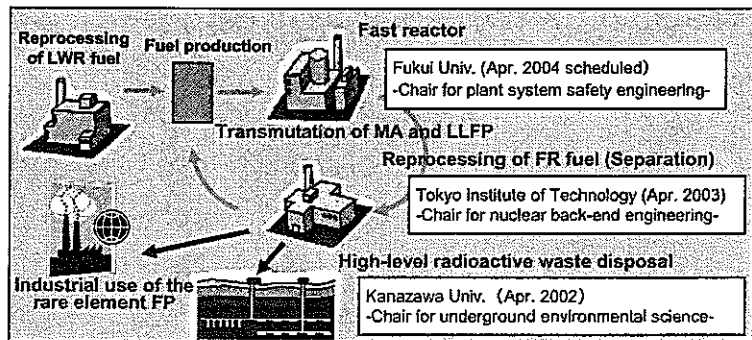 Reprocessing
of LWR fuel
Fuel production
Fast reactor
Fukui Univ. (Apr. 2004 scheduled)
-Chair for plant system safety engineering-
Transmutation of MA and LLFP
Reprocessing of FR fuel (Separation)
Tokyo Institute of Technology (Apr. 2003)
-Chair for nuclear back-end engineering-
Industrial use of the
rare element FP
High-level radioactive waste disposal
Kanazawa Univ. (Apr. 2002)
-Chair for underground environmental science-